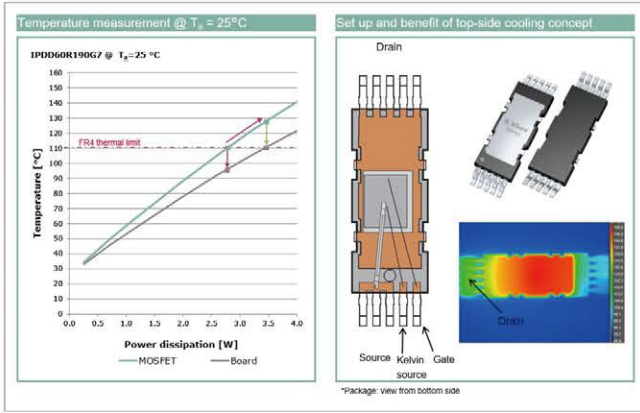 Temperature measurement @ Ta = 25°C
IPDD60R190G7 @ Ta=25 °C
Temperature [°C]
160
150
140
130
120
110
100
90
80
70
60
50
40
30
20
10
0
FR4 thermal limit
0.0 0.5 1.0 1.5 2.0 2.5 3.0 3.5 4.0
Power dissipation [W]
MOSFET Board
Set up and benefit of top-side cooling concept
Drain
Drain
Source Kelvin source Gate
*Package: view from bottom side